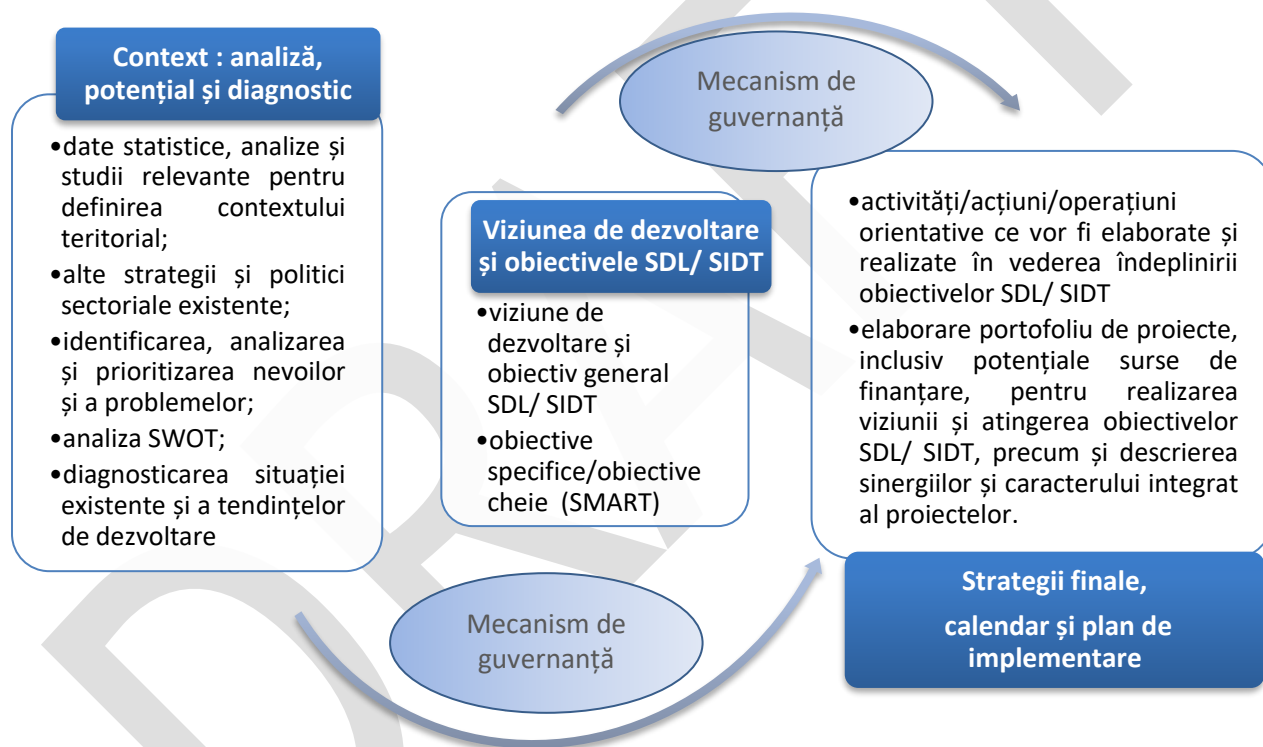 Context : analiză,
potențial și diagnostic
•date statistice, analize și
studii relevante pentru
definirea contextului
teritorial;
•alte strategii și politici
sectoriale existente;
•identificarea, analizarea
și prioritizarea nevoilor
și a problemelor;
•analiza SWOT;
•diagnosticarea situației
existente și a tendințelor
de dezvoltare
Mecanism de
guvernanță
Viziunea de dezvoltare
și obiectivele SDL/ SIDT
•viziune de
dezvoltare și
obiectiv general
SDL/ SIDT
•obiective
specifice/obiective
cheie (SMART)
Mecanism de
guvernanță
•activități/acțiuni/operațiuni
orientative ce vor fi elaborate și
realizate în vederea îndeplinirii
obiectivelor SDL/ SIDT
•elaborare portofoliu de proiecte,
inclusiv potențiale surse de
finanțare, pentru realizarea
viziunii și atingerea obiectivelor
SDL/ SIDT, precum și descrierea
sinergiilor și caracterului integrat
al proiectelor.
Strategii finale,
calendar și plan de
implementare
DRAFT